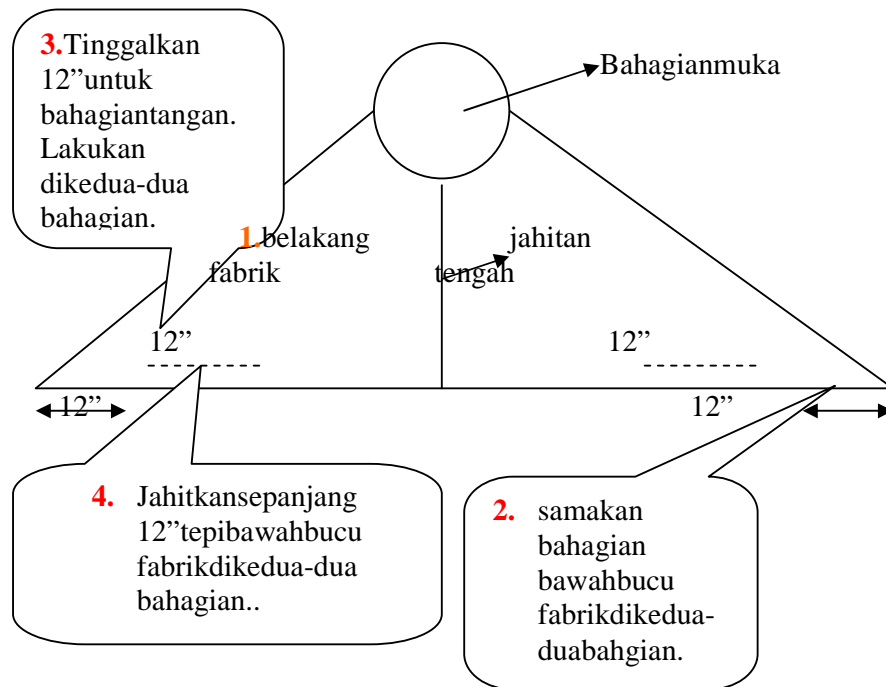 3.Tinggalkan
12”untuk
bahagiantangan.
Lakukan
dikedua-dua
bahagian.
Bahagianmuka
1.belakang
fabrik
jahitan
tengah
12”
12”
12”
12”
4. Jahitkansepanjang
12”tepibawahbucu
fabrikdikedua-dua
bahagian..
2. samakan
bahagian
bawahbucu
fabrikdikedua-
duabahgian.